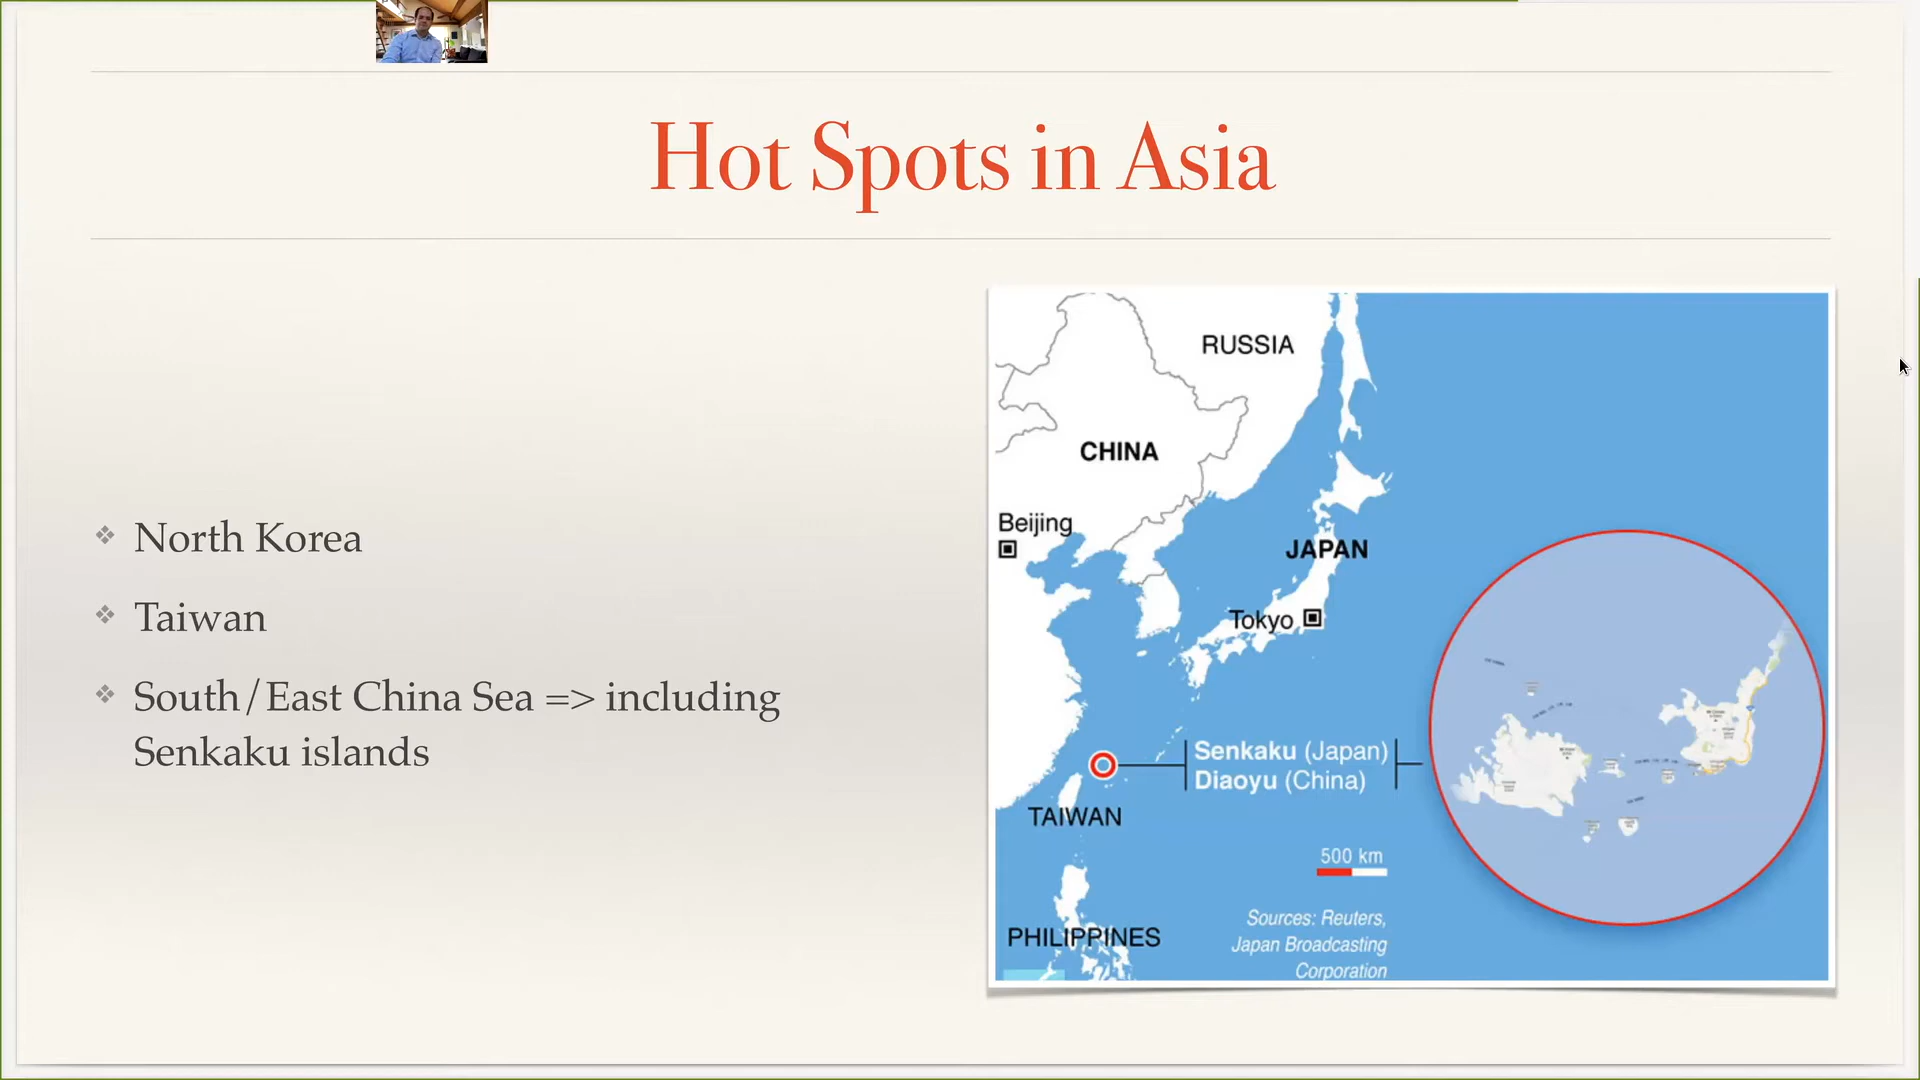 Hot Spots in Asia
North Korea
Taiwan
South/East China Sea => including
Senkaku islands
RUSSIA
CHINA
Beijing
JAPAN
Tokyo
Senkaku (Japan)
Diaoyu (China)
TAIWAN
500 km
PHILIPPINES
Sources: Reuters,
Japan Broadcasting
Corporation